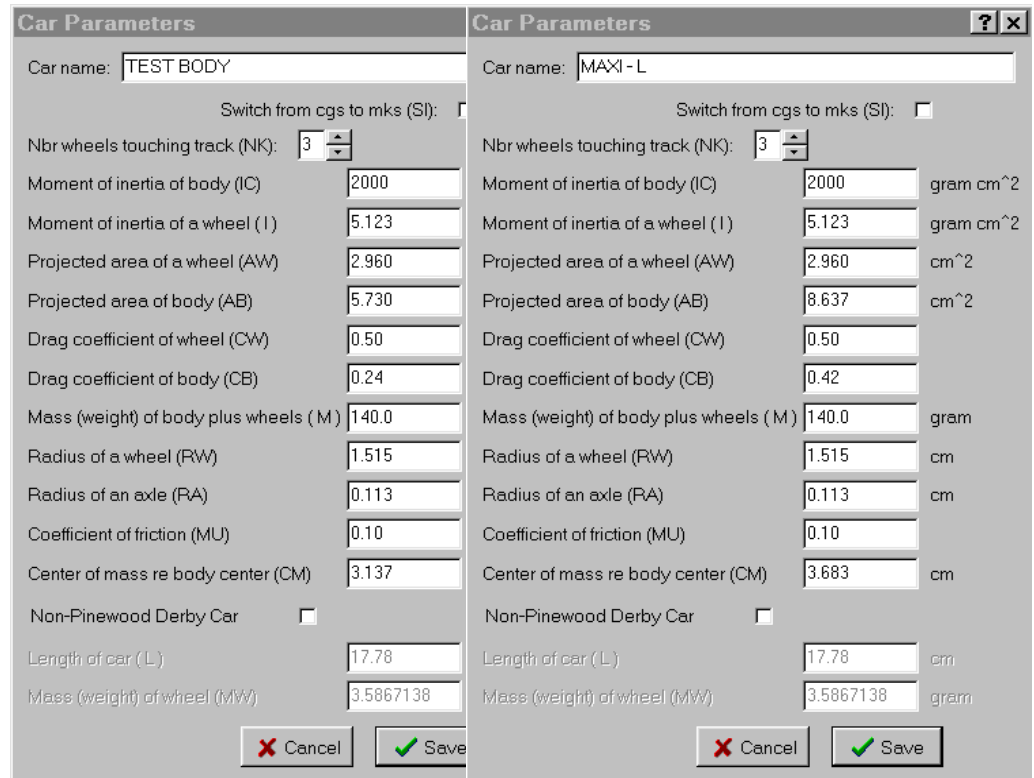 Car Parameters
Car name: TEST BODY
Switch from cgs to mks (SI):
Nbr wheels touching track (NK): 3
Moment of inertia of body (IC) 2000
Moment of inertia of a wheel ( I ) 5.123
Projected area of a wheel (AW) 2.960
Projected area of body (AB) 5.730
Drag coefficient of wheel (CW) 0.50
Drag coefficient of body (CB) 0.24
Mass (weight) of body plus wheels ( M ) 140.0
Radius of a wheel (RW) 1.515
Radius of an axle (RA) 0.113
Coefficient of friction (MU) 0.10
Center of mass re body center (CM) 3.137
Non-Pinewood Derby Car
Length of car ( L ) 17.78
Mass (weight) of wheel (MW) 3.5867138
Cancel Save
Car Parameters ? ×
Car name: MAXI - L
Switch from cgs to mks (SI):
Nbr wheels touching track (NK): 3
Moment of inertia of body (IC) 2000 gram cm^2
Moment of inertia of a wheel ( I ) 5.123 gram cm^2
Projected area of a wheel (AW) 2.960 cm^2
Projected area of body (AB) 8.637 cm^2
Drag coefficient of wheel (CW) 0.50
Drag coefficient of body (CB) 0.42
Mass (weight) of body plus wheels ( M ) 140.0 gram
Radius of a wheel (RW) 1.515 cm
Radius of an axle (RA) 0.113 cm
Coefficient of friction (MU) 0.10
Center of mass re body center (CM) 3.683 cm
Non-Pinewood Derby Car
Length of car ( L ) 17.78 cm
Mass (weight) of wheel (MW) 3.5867138 gram
Cancel Save